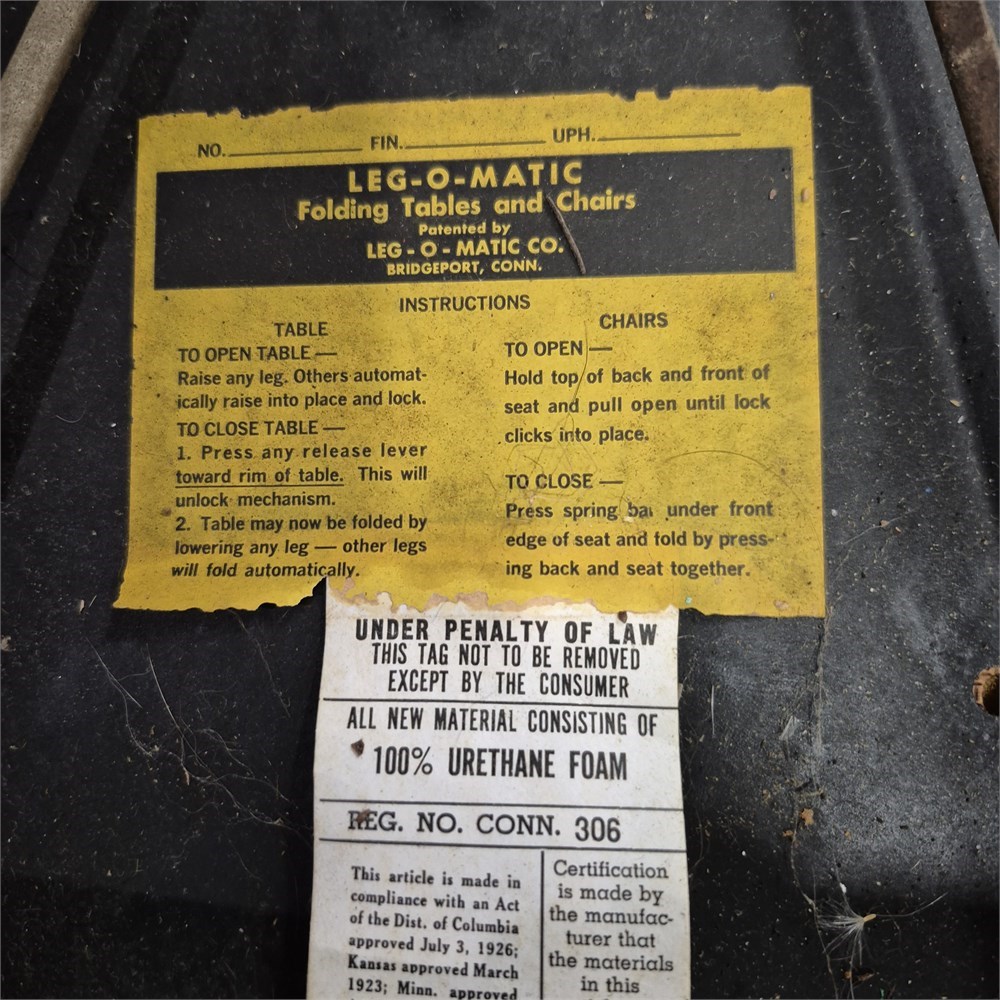 NO. FIN. UPH.
LEG-O-MATIC
Folding Tables and Chairs
Patented by
LEG-O-MATIC CO.
BRIDGEPORT, CONN.
INSTRUCTIONS
TABLE
TO OPEN TABLE —
Raise any leg. Others automat-
ically raise into place and lock.
TO CLOSE TABLE —
1. Press any release lever
toward rim of table. This will
unlock mechanism.
2. Table may now be folded by
lowering any leg — other legs
will fold automatically.
CHAIRS
TO OPEN —
Hold top of back and front of
seat and pull open until lock
clicks into place.
TO CLOSE —
Press spring bar under front
edge of seat and fold by press-
ing back and seat together.
UNDER PENALTY OF LAW
THIS TAG NOT TO BE REMOVED
EXCEPT BY THE CONSUMER
ALL NEW MATERIAL CONSISTING OF
100% URETHANE FOAM
REG. NO. CONN. 306
This article is made in
compliance with an Act
of the Dist. of Columbia
approved July 3, 1926;
Kansas approved March
1923; Minn. approved
Certification
is made by
the manufac-
turer that
the materials
in this